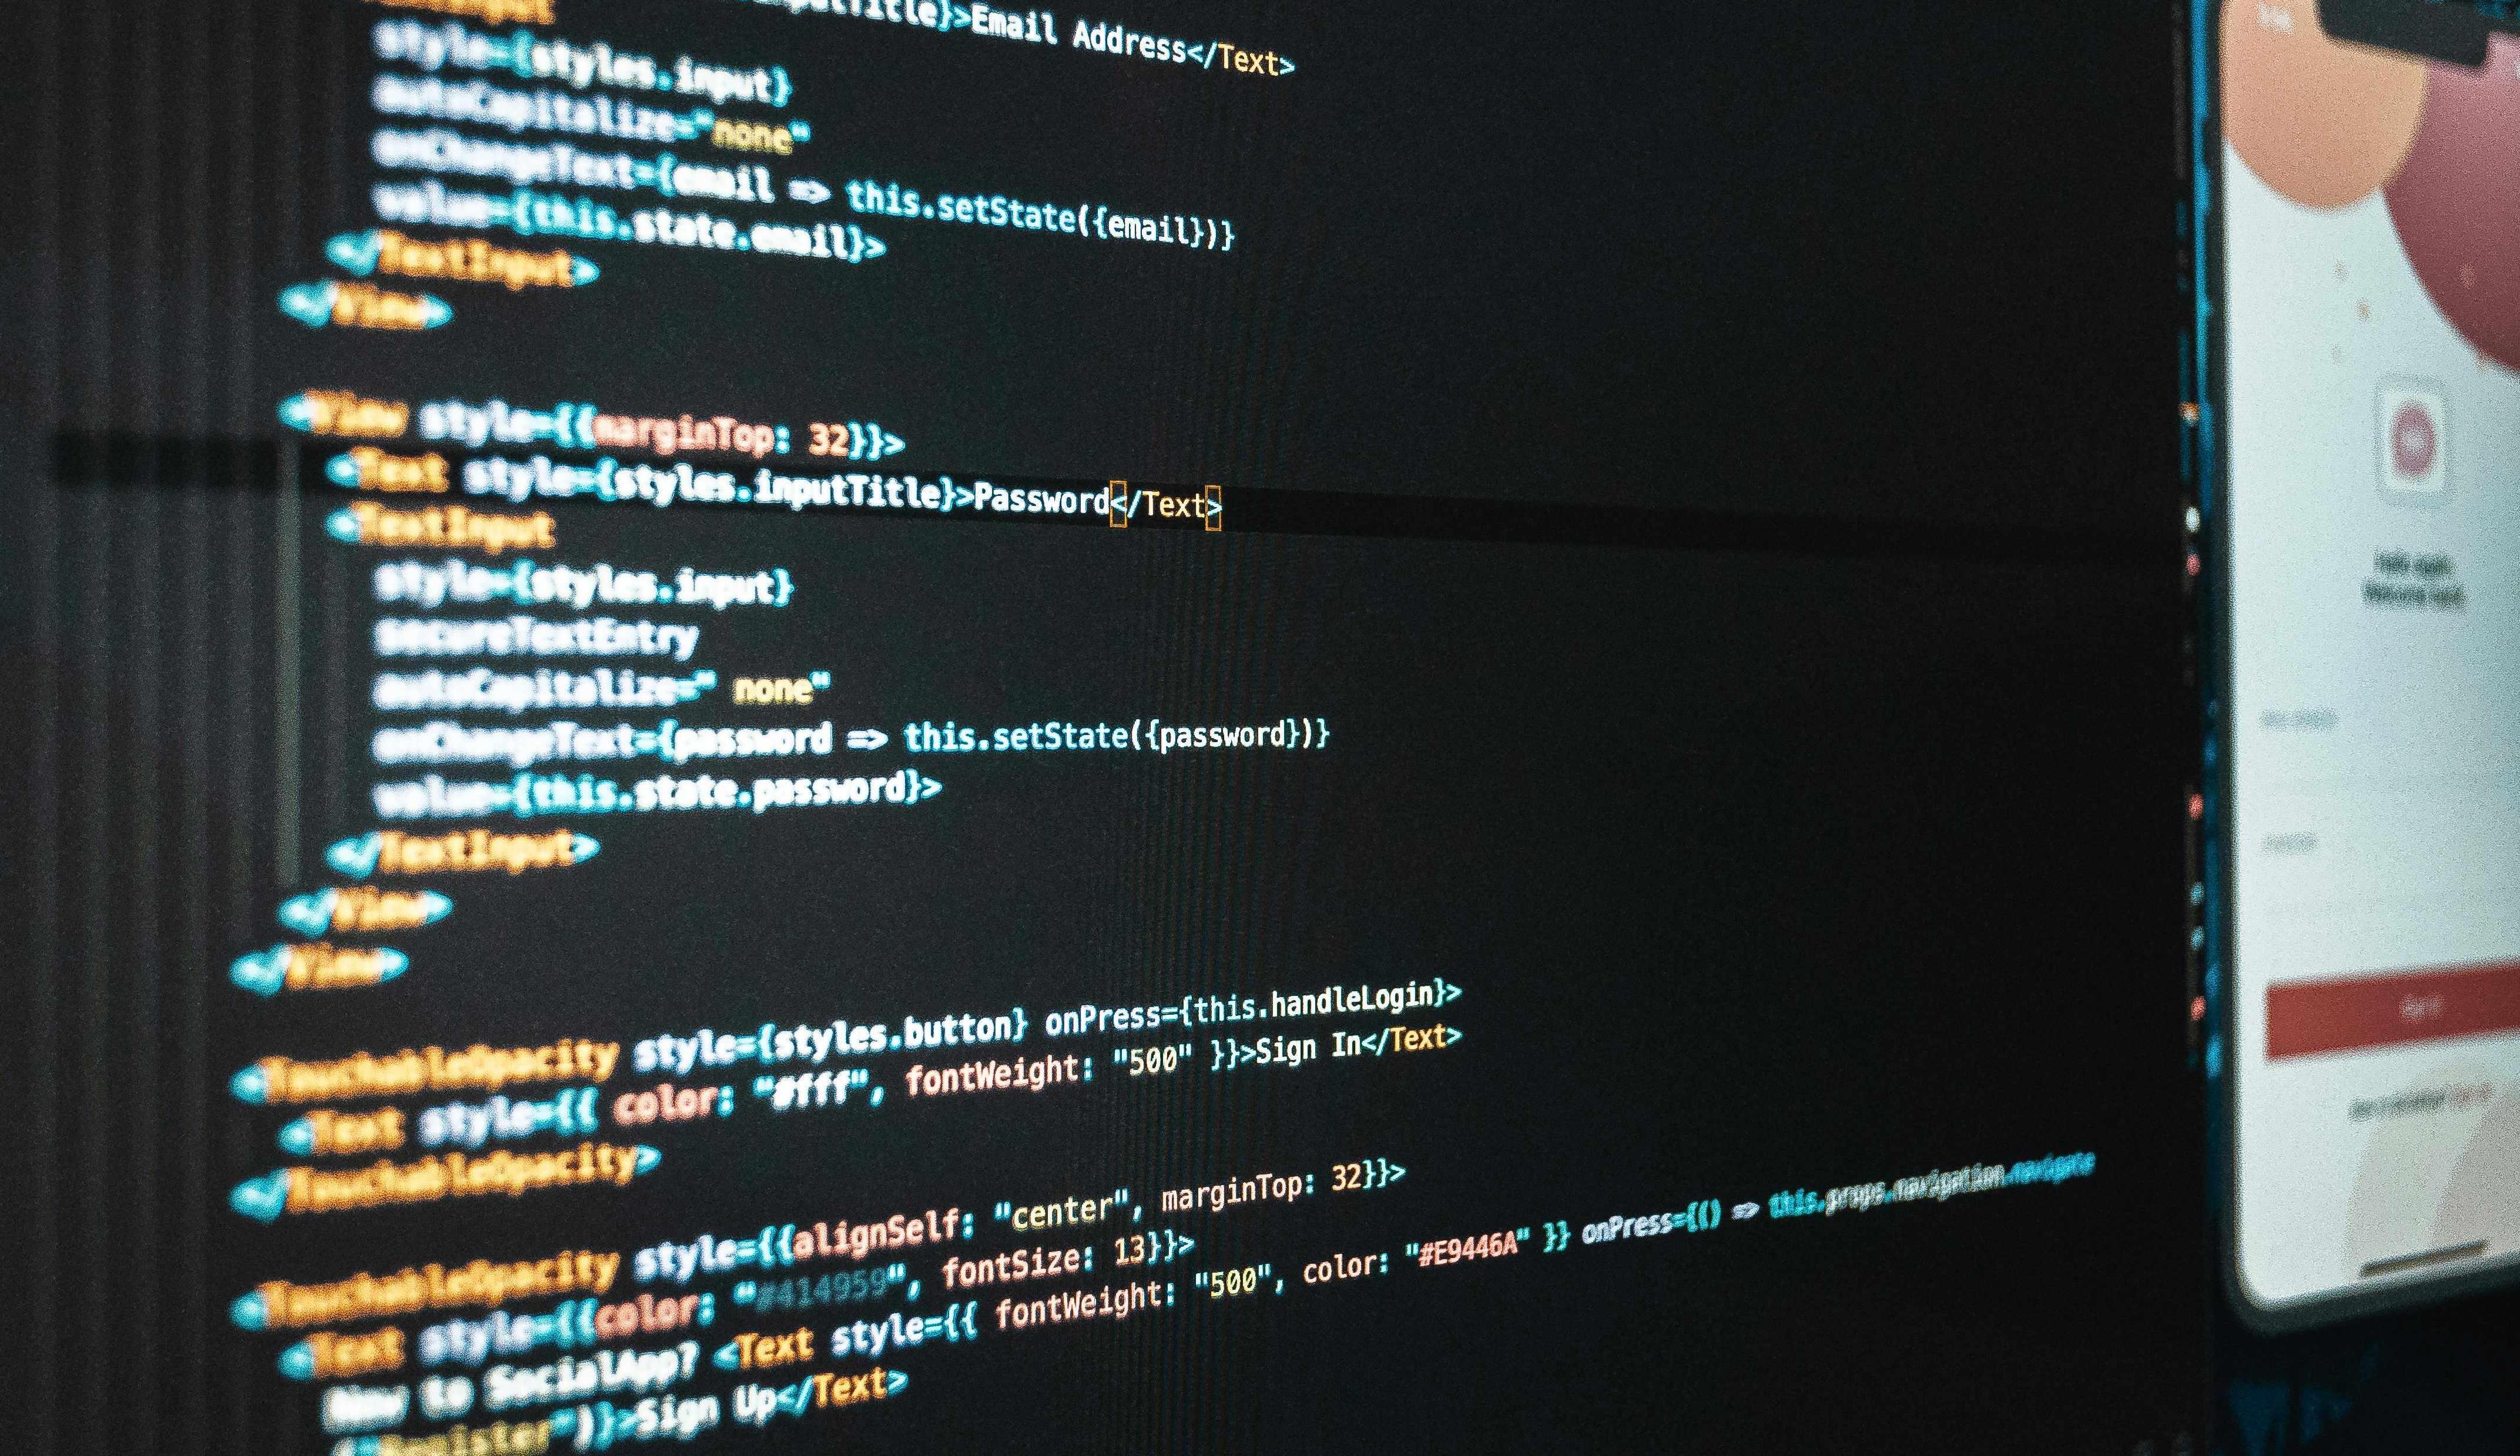 inputTitle}>Email Address</Text>
<TextInput
style={styles.input}
autoCapitalize="none"
onChangeText={email => this.setState({email})}
value={this.state.email}>
</TextInput>
</View>
<View style={{marginTop: 32}}>
<Text style={styles.inputTitle}>Password</Text>
<TextInput
style={styles.input}
secureTextEntry
autoCapitalize=" none"
onChangeText={password => this.setState({password})}
value={this.state.password}>
</TextInput>
</View>
</View>
<TouchableOpacity style={styles.button} onPress={this.handleLogin}>
<Text style={{ color: "#fff", fontWeight: "500" }}>Sign In</Text>
</TouchableOpacity>
<TouchableOpacity style={{alignSelf: "center", marginTop: 32}}>
<Text style={{color: "#414959", fontSize: 13}}>
New to SocialApp? <Text style={{ fontWeight: "500", color: "#E9446A" }} onPress={() => this.props.navigation.navigate
("Register")}>Sign Up</Text>